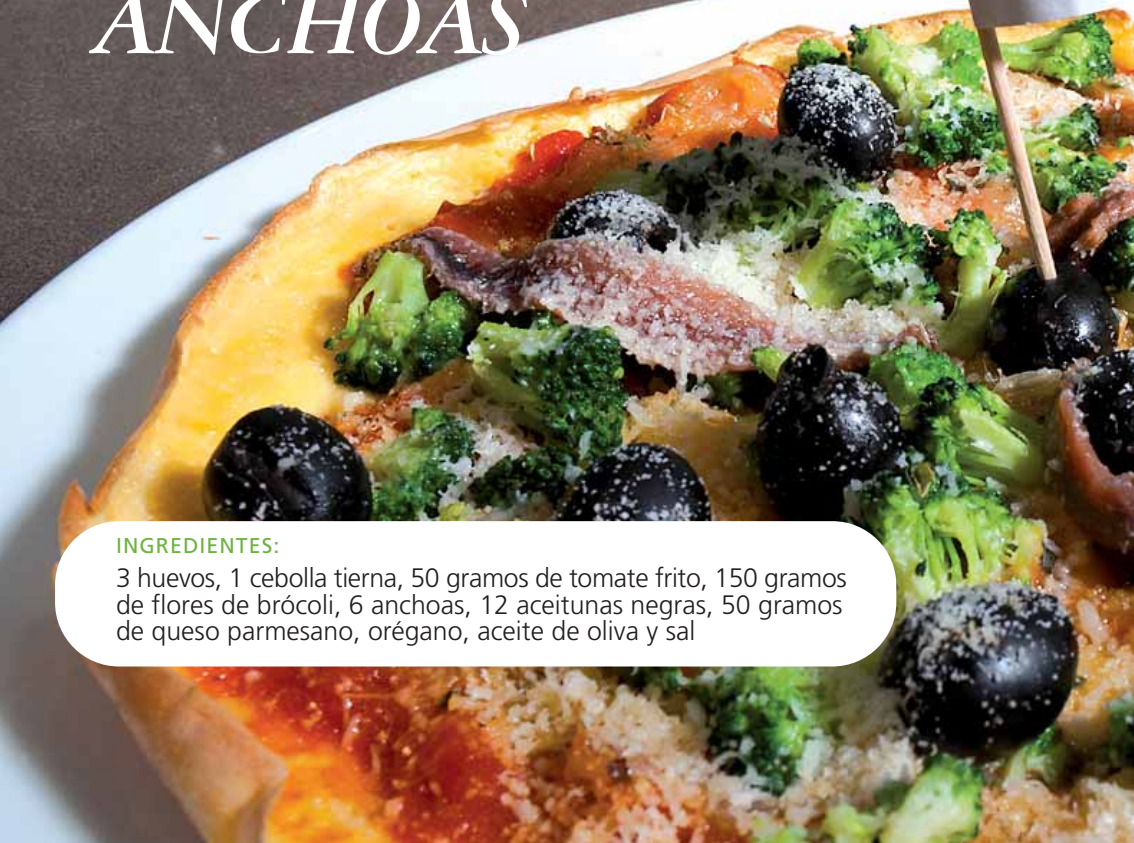 ANCHOAS
INGREDIENTES:
3 huevos, 1 cebolla tierna, 50 gramos de tomate frito, 150 gramos
de flores de brócoli, 6 anchoas, 12 aceitunas negras, 50 gramos
de queso parmesano, orégano, aceite de oliva y sal